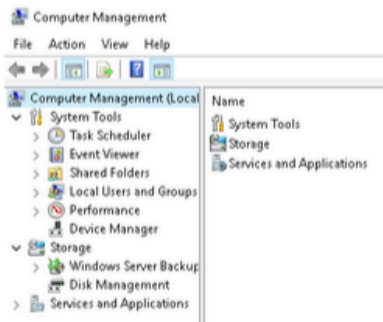 Computer Management
File Action View Help
Computer Management (Local
System Tools
Task Scheduler
Event Viewer
Shared Folders
Local Users and Groups
Performance
Device Manager
Storage
Windows Server Backup
Disk Management
Services and Applications
Name
System Tools
Storage
Services and Applications